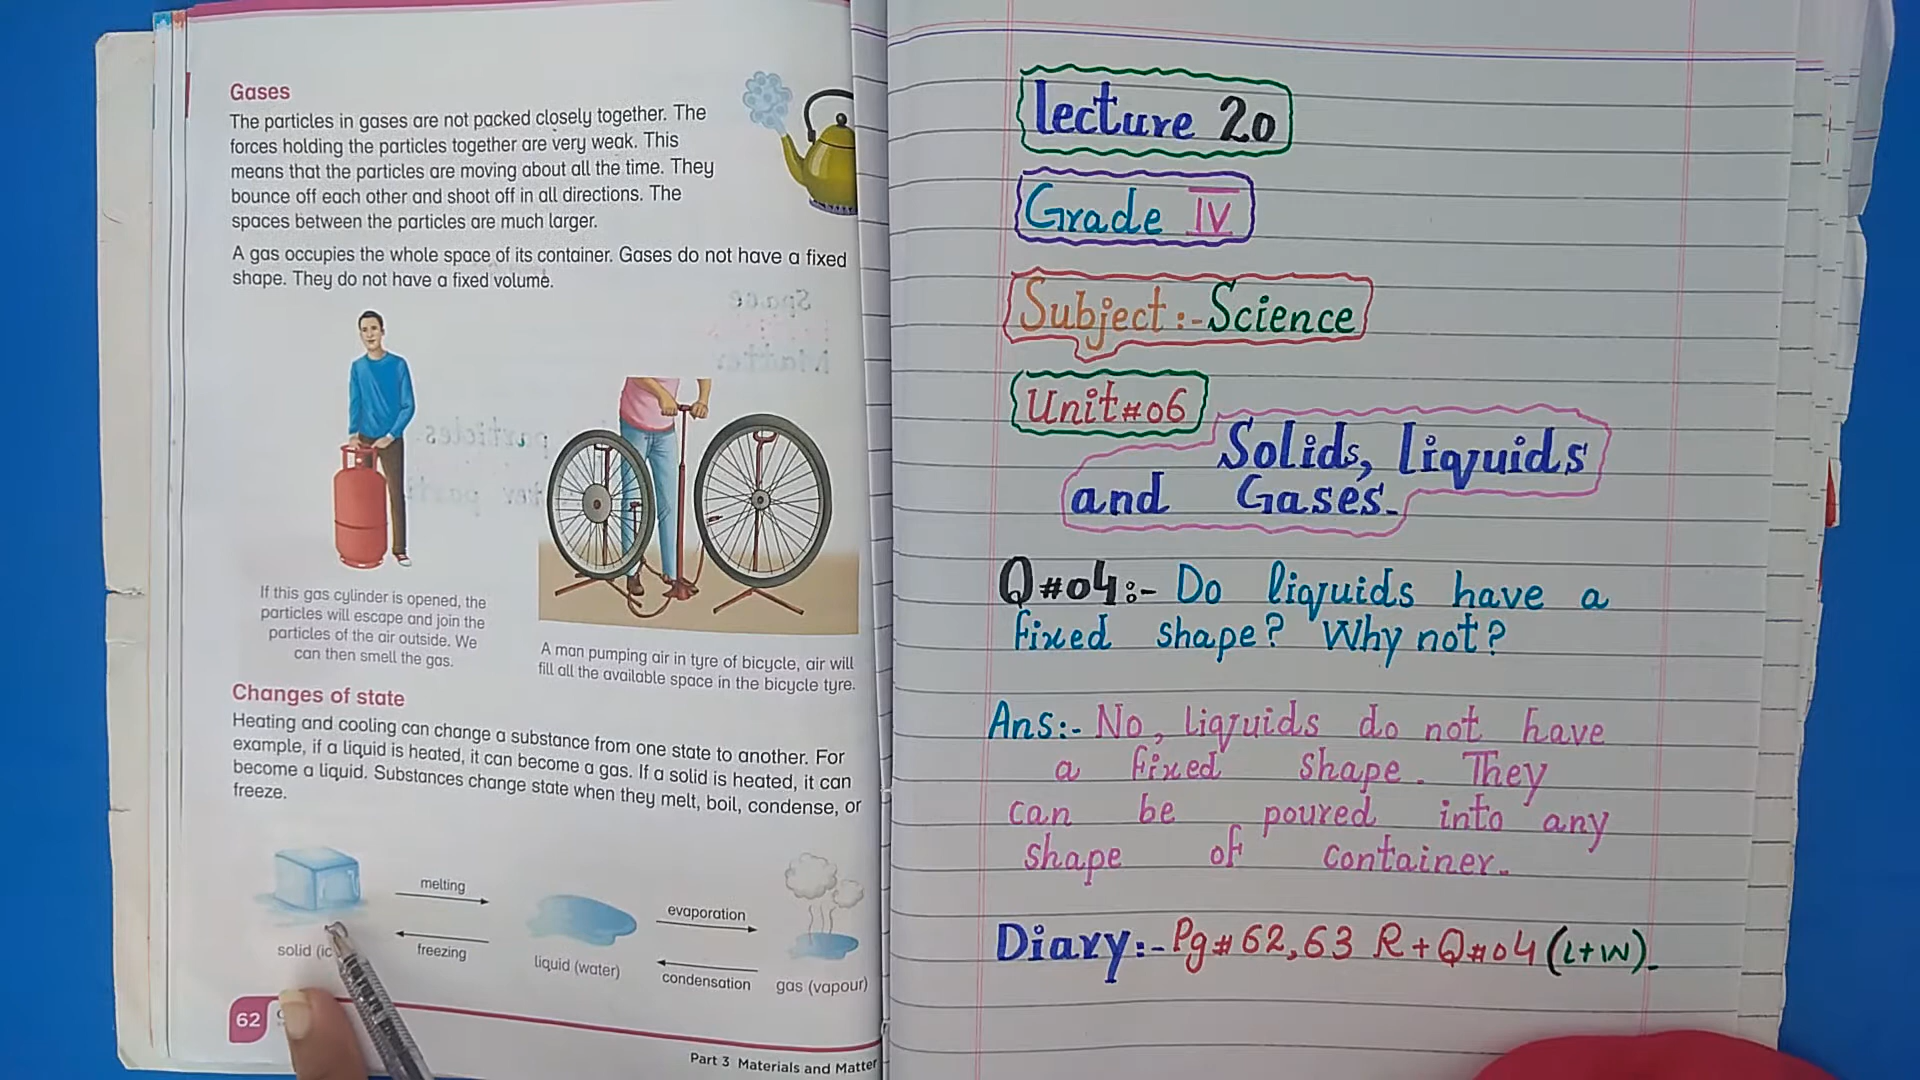 Gases
The particles in gases are not packed closely together. The
forces holding the particles together are very weak. This
means that the particles are moving about all the time. They
bounce off each other and shoot off in all directions. The
spaces between the particles are much larger.
A gas occupies the whole space of its container. Gases do not have a fixed
shape. They do not have a fixed volume.
If this gas cylinder is opened, the
particles will escape and join the
particles of the air outside. We
can then smell the gas.
A man pumping air in tyre of bicycle, air will
fill all the available space in the bicycle tyre.
Changes of state
Heating and cooling can change a substance from one state to another. For
example, if a liquid is heated, it can become a gas. If a solid is heated, it can
become a liquid. Substances change state when they melt, boil, condense, or
freeze.
melting
evaporation
freezing
condensation
solid (ic
liquid (water)
gas (vapour)
62
Part 3 Materials and Matter
Lecture 20
Grade IV
Subject:-Science
Unit#06
Solids, liquids
and Gases.
Q#04:- Do liquids have a
fixed shape? Why not?
Ans:- No, liquids do not have
a fixed shape. They
can be poured into any
shape of container.
Diary:- Pg#62,63 R+Q#04(L+W).